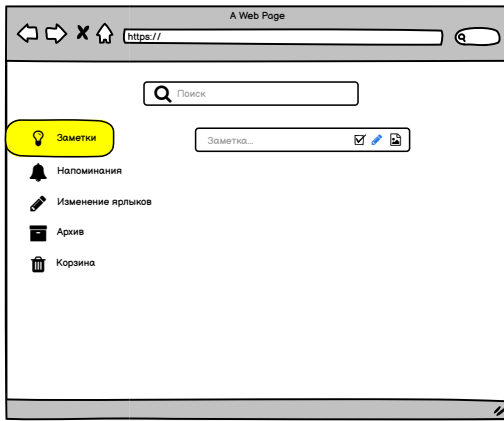 A Web Page
https://
Поиск
Заметки
Заметка...
Напоминания
Изменение ярлыков
Архив
Корзина